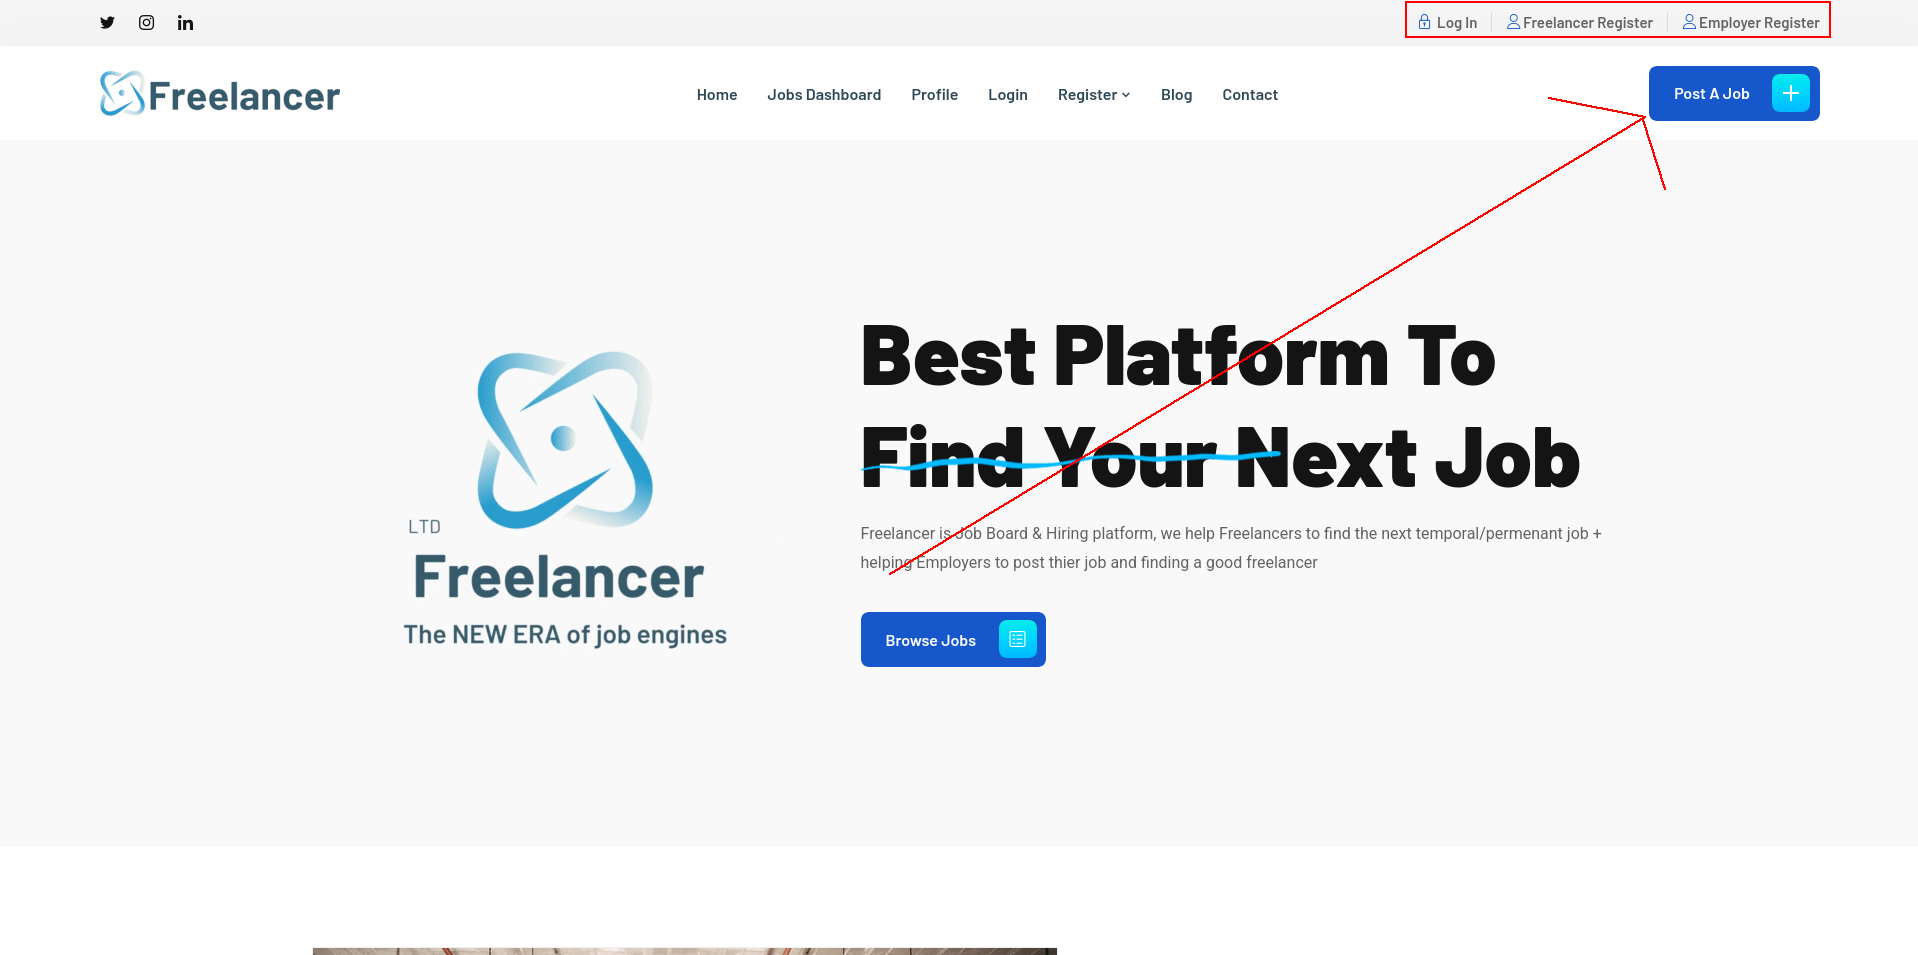 Log In
Freelancer Register
Employer Register
Freelancer
Home
Jobs Dashboard
Profile
Login
Register
Blog
Contact
Post A Job
LTD
Freelancer
The NEW ERA of job engines
Best Platform To
Find Your Next Job
Freelancer is Job Board & Hiring platform, we help Freelancers to find the next temporal/permenant job +
helping Employers to post thier job and finding a good freelancer
Browse Jobs